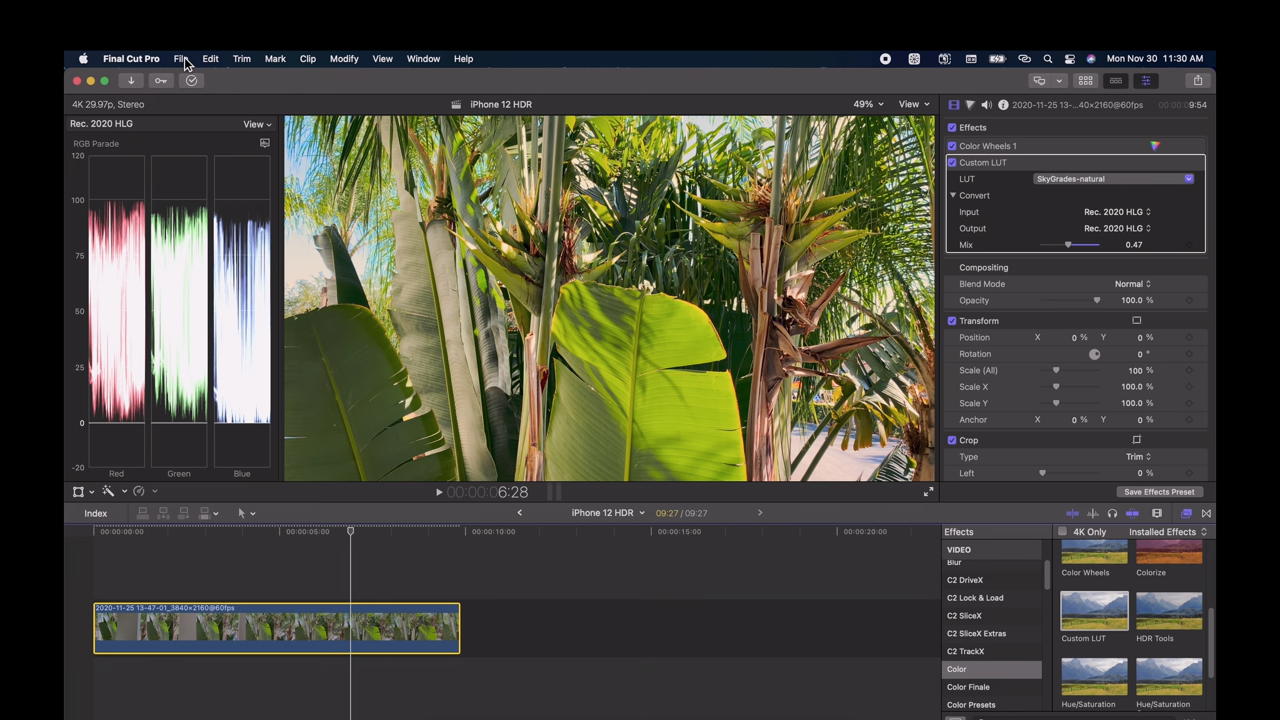 Final Cut Pro File Edit Trim Mark Clip Modify View Window Help Mon Nov 30 11:30 AM
4K 29.97p, Stereo
iPhone 12 HDR
49% View
2020-11-25 13-...40×2160@60fps
00:00:09:54
Rec. 2020 HLG
View
RGB Parade
120
100
75
50
25
0
-20
Red Green Blue
Effects
Color Wheels 1
Custom LUT
LUT SkyGrades-natural
Convert
Input Rec. 2020 HLG
Output Rec. 2020 HLG
Mix 0.47
Compositing
Blend Mode Normal
Opacity 100.0 %
Transform
Position X 0 % Y 0 %
Rotation 0 °
Scale (All) 100 %
Scale X 100.0 %
Scale Y 100.0 %
Anchor X 0 % Y 0 %
Crop
Type Trim
Left 0 %
00:00:06:28
Save Effects Preset
Index
iPhone 12 HDR
09:27 / 09:27
00:00:00:00 00:00:05:00 00:00:10:00 00:00:15:00 00:00:20:00
2020-11-25 13-47-01_3840×2160@60fps
Effects
4K Only
Installed Effects
VIDEO
Blur
C2 DriveX
C2 Lock & Load
C2 SliceX
C2 SliceX Extras
C2 TrackX
Color
Color Finale
Color Presets
Color Wheels Colorize
Custom LUT HDR Tools
Hue/Saturation Hue/Saturation